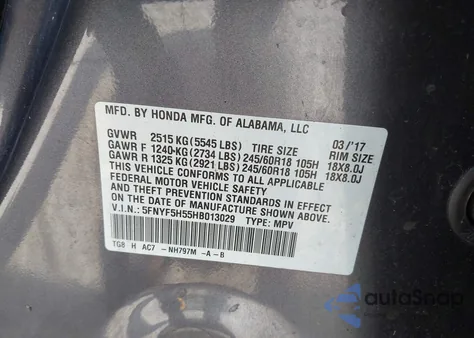 MFD. BY HONDA MFG. OF ALABAMA, LLC
GVWR 2515 KG(5545 LBS) TIRE SIZE 03/'17 RIM SIZE
GAWR F 1240 KG(2734 LBS) 245/60R18 105H 18X8.0J
GAWR R 1325 KG(2921 LBS) 245/60R18 105H 18X8.0J
THIS VEHICLE CONFORMS TO ALL APPLICABLE
FEDERAL MOTOR VEHICLE SAFETY
AND THEFT PREVENTION STANDARDS IN EFFECT
ON THE DATE OF MANUFACTURE SHOWN ABOVE.
V.I.N.: 5FNYF5H55HB013029 TYPE: MPV
TG8 H AC7 -NH797M -A-B
autoSnap